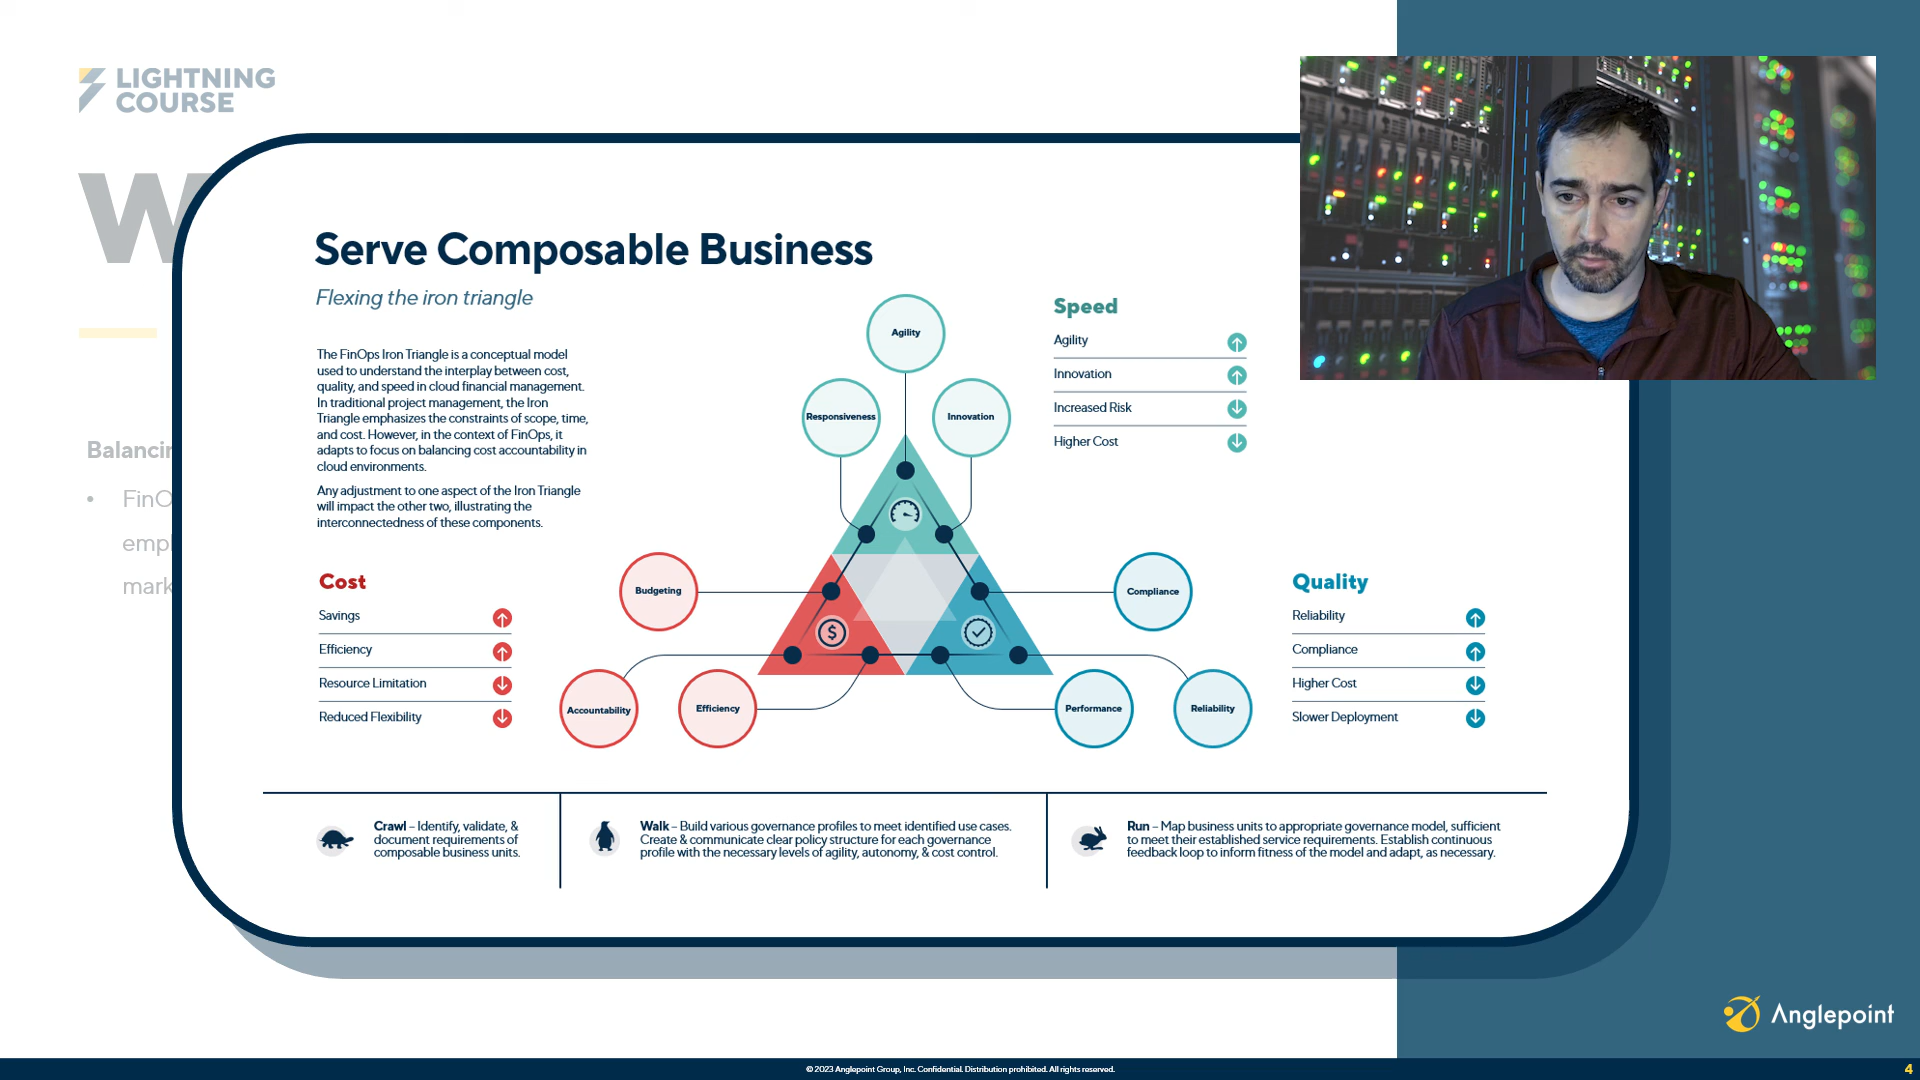 LIGHTNING
COURSE
W
Balancin
• FinO
empl
mark
Serve Composable Business
Flexing the iron triangle
The FinOps Iron Triangle is a conceptual model
used to understand the interplay between cost,
quality, and speed in cloud financial management.
In traditional project management, the Iron
Triangle emphasizes the constraints of scope, time,
and cost. However, in the context of FinOps, it
adapts to focus on balancing cost accountability in
cloud environments.
Any adjustment to one aspect of the Iron Triangle
will impact the other two, illustrating the
interconnectedness of these components.
Agility
Responsiveness
Innovation
Speed
Agility
Innovation
Increased Risk
Higher Cost
Cost
Savings
Efficiency
Resource Limitation
Reduced Flexibility
Budgeting
Accountability
Efficiency
$
Compliance
Performance
Reliability
Quality
Reliability
Compliance
Higher Cost
Slower Deployment
Crawl – Identify, validate, &
document requirements of
composable business units.
Walk – Build various governance profiles to meet identified use cases.
Create & communicate clear policy structure for each governance
profile with the necessary levels of agility, autonomy, & cost control.
Run – Map business units to appropriate governance model, sufficient
to meet their established service requirements. Establish continuous
feedback loop to inform fitness of the model and adapt, as necessary.
Anglepoint
© 2023 Anglepoint Group, Inc. Confidential. Distribution prohibited. All rights reserved.
4